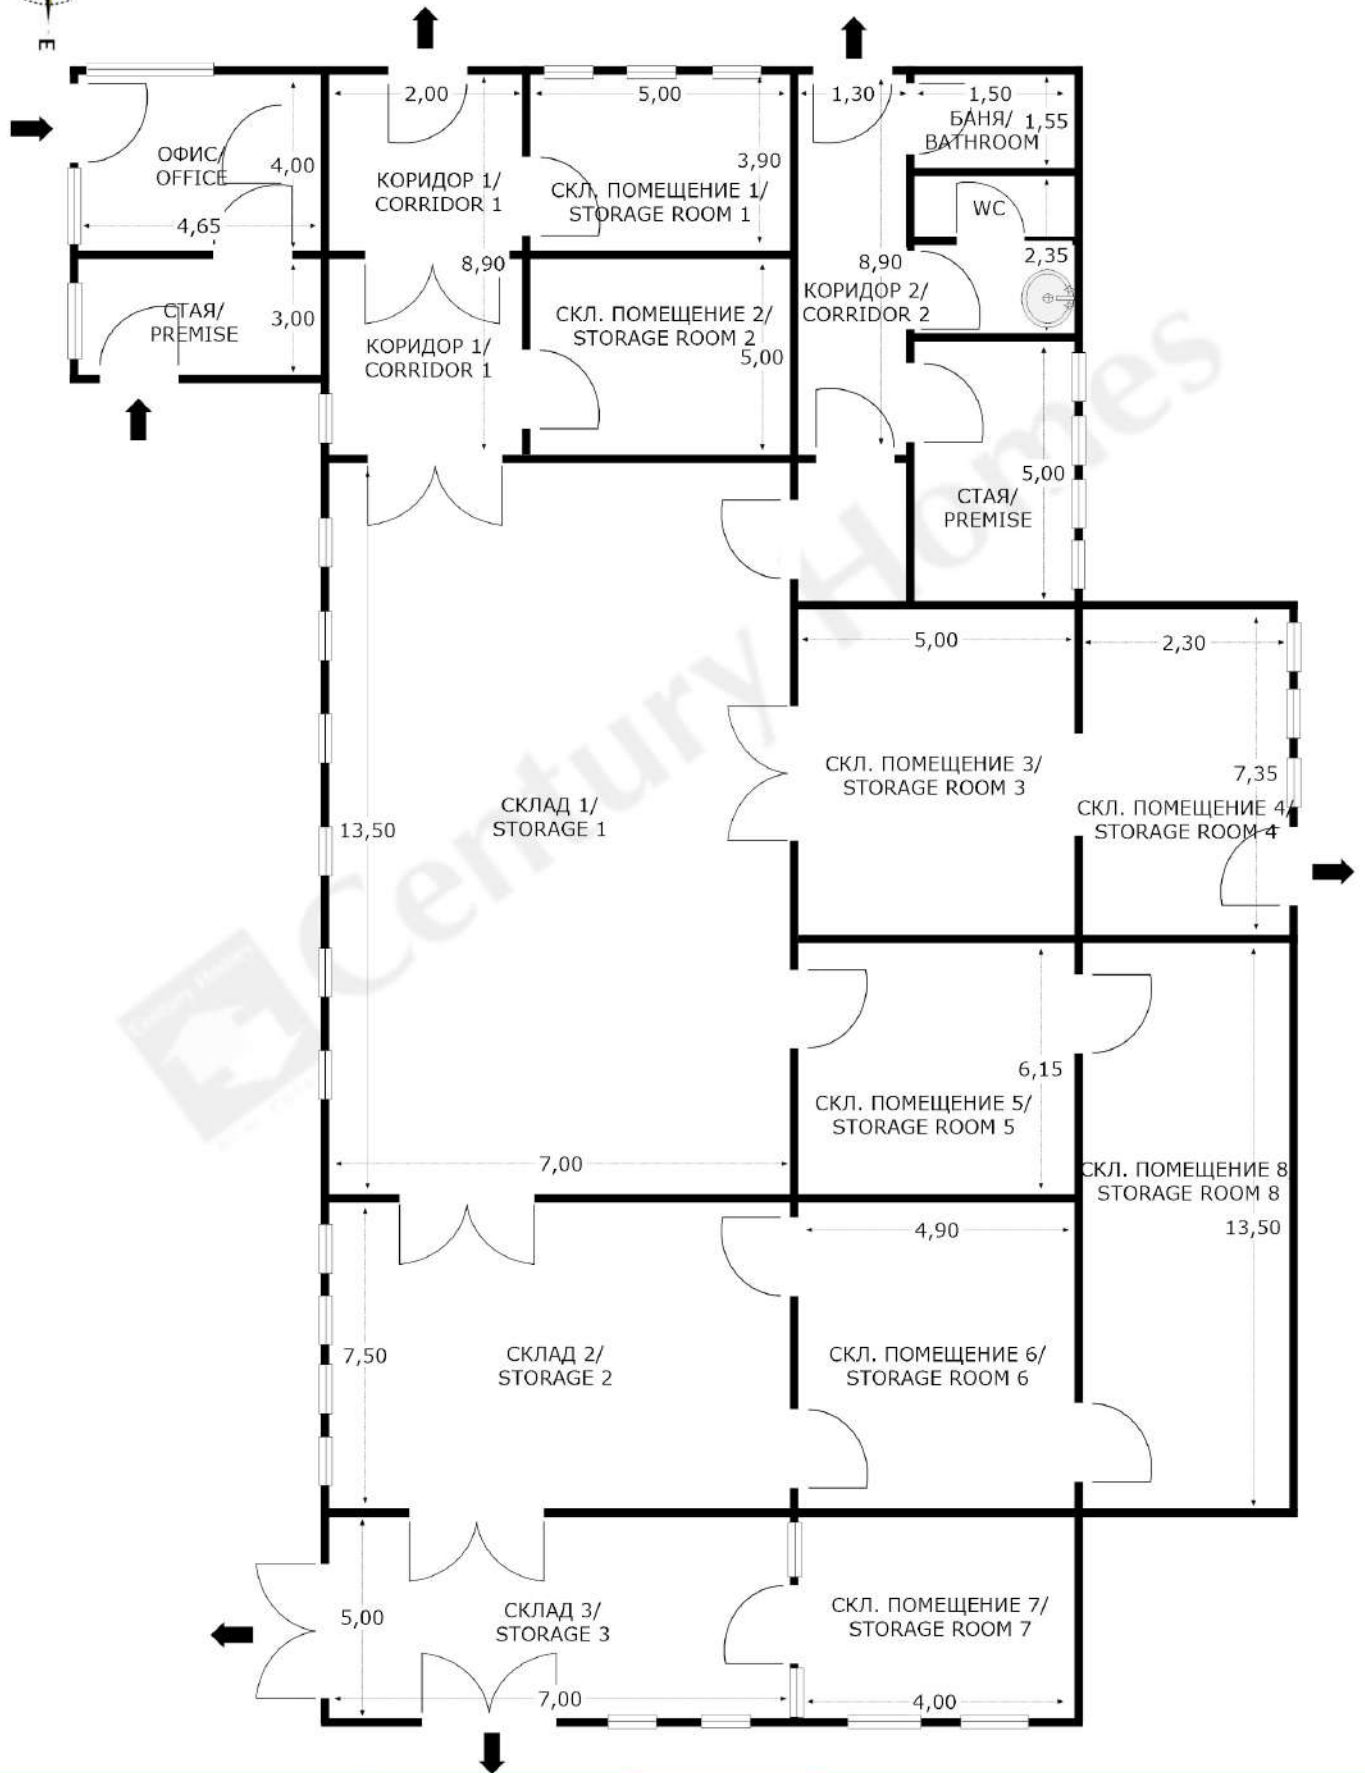 E
2,00
5,00
1,30
1,50
БАНЯ/
BATHROOM
1,55
ОФИС/
OFFICE
4,00
4,65
КОРИДОР 1/
CORRIDOR 1
3,90
СКЛ. ПОМЕЩЕНИЕ 1/
STORAGE ROOM 1
WC
2,35
8,90
8,90
КОРИДОР 2/
CORRIDOR 2
СТАЯ/
PREMISE
3,00
СКЛ. ПОМЕЩЕНИЕ 2/
STORAGE ROOM 2
5,00
КОРИДОР 1/
CORRIDOR 1
5,00
СТАЯ/
PREMISE
5,00
2,30
СКЛ. ПОМЕЩЕНИЕ 3/
STORAGE ROOM 3
7,35
СКЛ. ПОМЕЩЕНИЕ 4/
STORAGE ROOM 4
СКЛАД 1/
STORAGE 1
13,50
Century Homes
Century Homes
6,15
СКЛ. ПОМЕЩЕНИЕ 5/
STORAGE ROOM 5
7,00
СКЛ. ПОМЕЩЕНИЕ 8
STORAGE ROOM 8
13,50
4,90
7,50
СКЛАД 2/
STORAGE 2
СКЛ. ПОМЕЩЕНИЕ 6/
STORAGE ROOM 6
5,00
СКЛАД 3/
STORAGE 3
СКЛ. ПОМЕЩЕНИЕ 7/
STORAGE ROOM 7
7,00
4,00